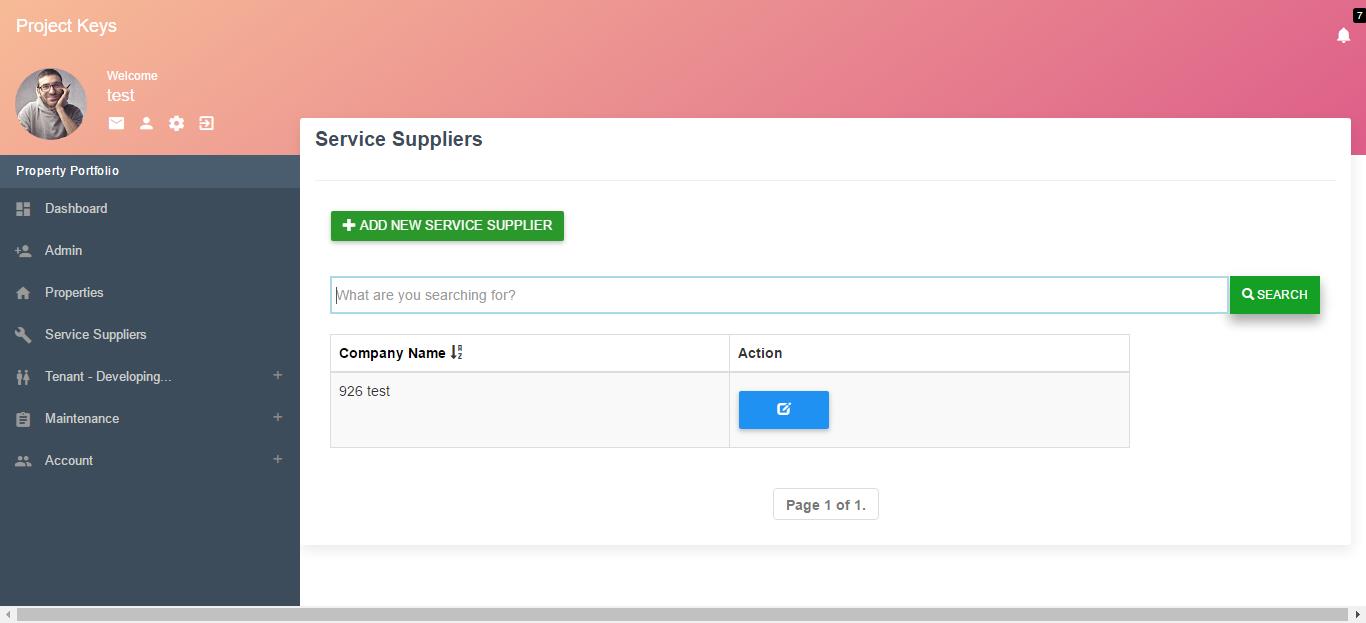 Project Keys
7
Welcome
test
Property Portfolio
Dashboard
Admin
Properties
Service Suppliers
Tenant - Developing...
Maintenance
Account
Service Suppliers
ADD NEW SERVICE SUPPLIER
What are you searching for?
SEARCH
Company Name
Action
926 test
Page 1 of 1.